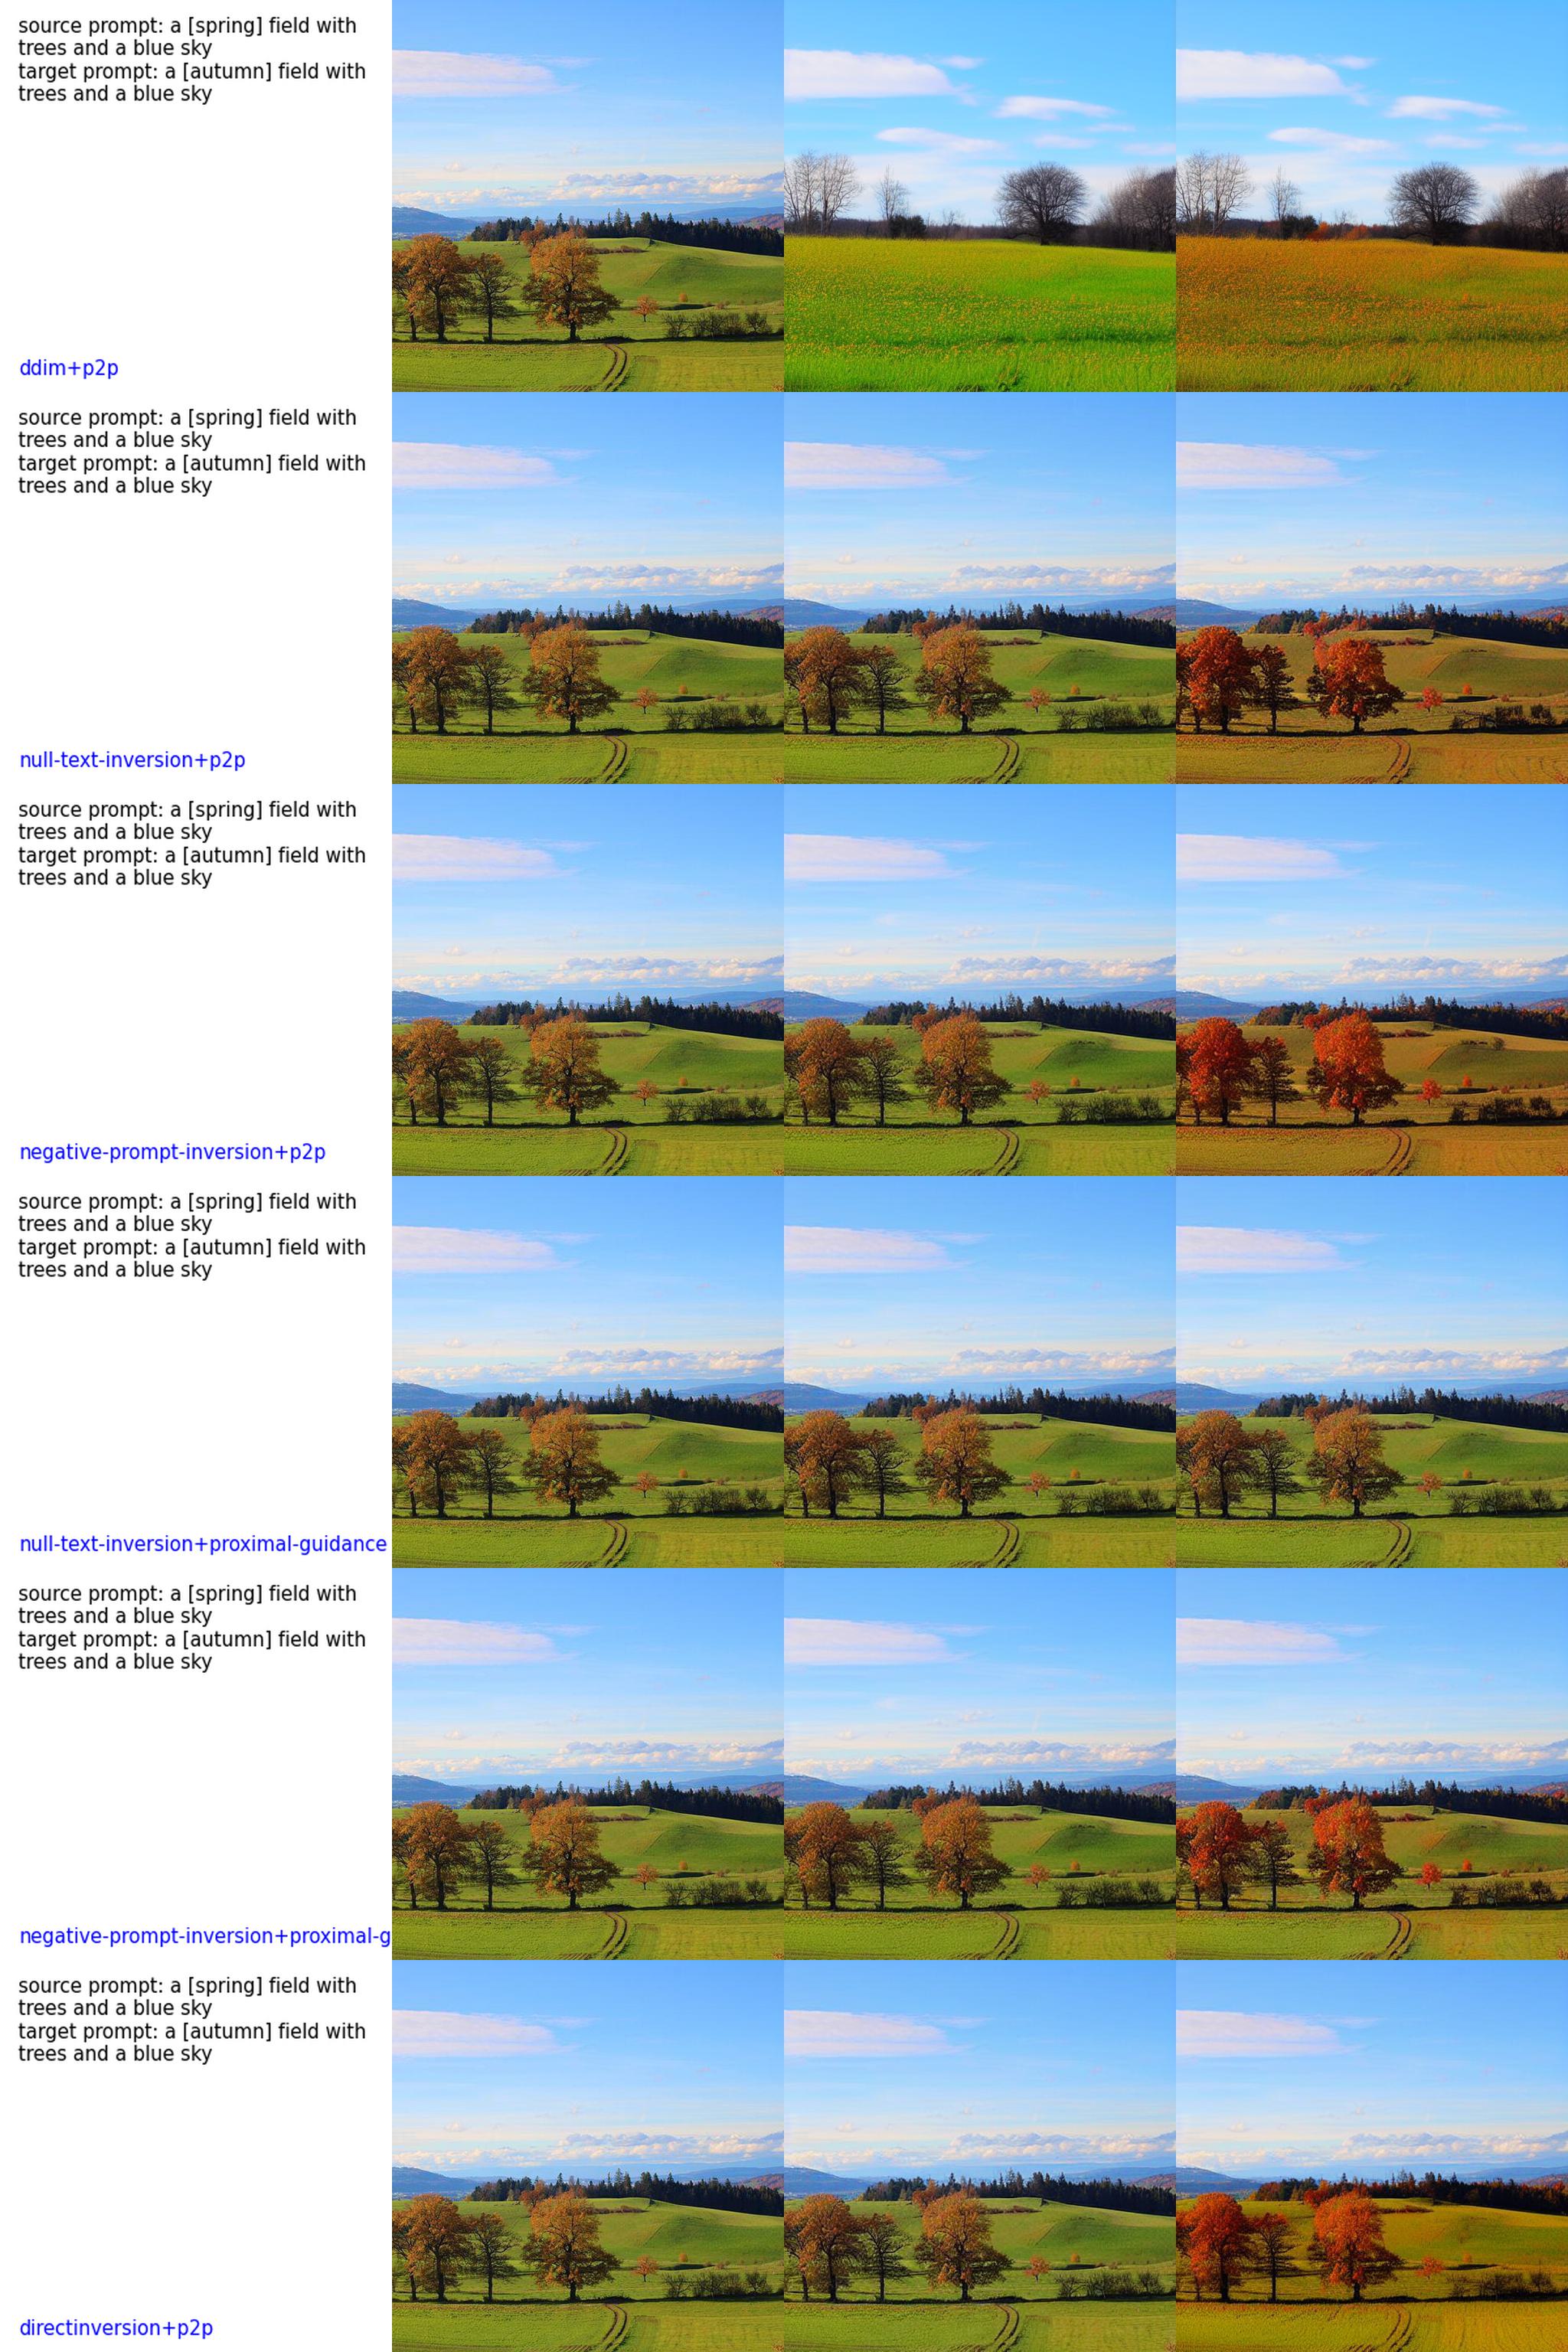 source prompt: a [spring] field with
trees and a blue sky
target prompt: a [autumn] field with
trees and a blue sky
ddim+p2p
source prompt: a [spring] field with
trees and a blue sky
target prompt: a [autumn] field with
trees and a blue sky
null-text-inversion+p2p
source prompt: a [spring] field with
trees and a blue sky
target prompt: a [autumn] field with
trees and a blue sky
negative-prompt-inversion+p2p
source prompt: a [spring] field with
trees and a blue sky
target prompt: a [autumn] field with
trees and a blue sky
null-text-inversion+proximal-guidance
source prompt: a [spring] field with
trees and a blue sky
target prompt: a [autumn] field with
trees and a blue sky
negative-prompt-inversion+proximal-g
source prompt: a [spring] field with
trees and a blue sky
target prompt: a [autumn] field with
trees and a blue sky
directinversion+p2p